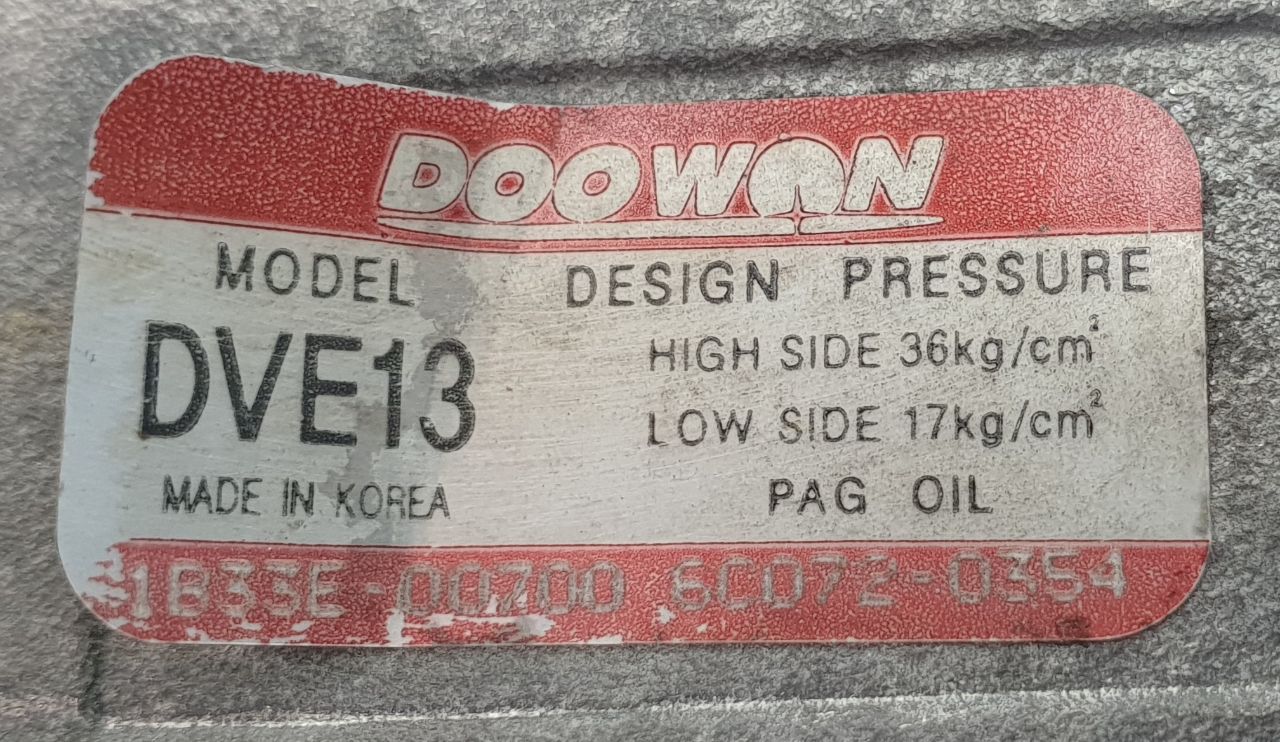 DOOWON
MODEL
DVE13
MADE IN KOREA
DESIGN PRESSURE
HIGH SIDE 36kg/cm²
LOW SIDE 17kg/cm²
PAG OIL
1B33E-00700 6C072-0354